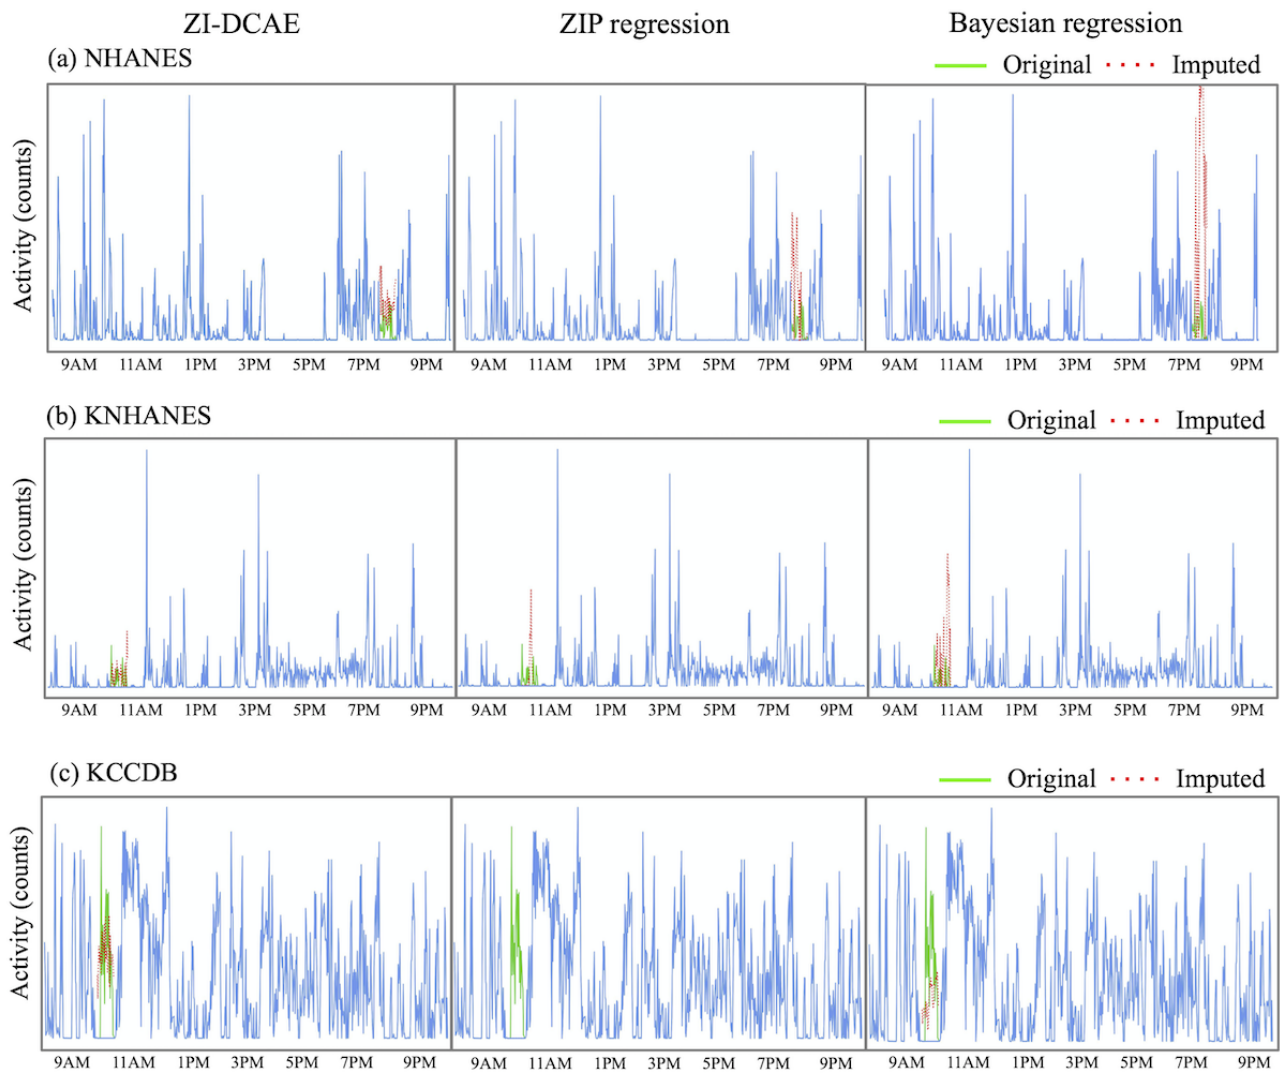 ZI-DCAE ZIP regression Bayesian regression
(a) NHANES
Original Imputed
Activity (counts)
9AM 11AM 1PM 3PM 5PM 7PM 9PM 9AM 11AM 1PM 3PM 5PM 7PM 9PM 9AM 11AM 1PM 3PM 5PM 7PM 9PM
(b) KNHANES
Original Imputed
Activity (counts)
9AM 11AM 1PM 3PM 5PM 7PM 9PM 9AM 11AM 1PM 3PM 5PM 7PM 9PM 9AM 11AM 1PM 3PM 5PM 7PM 9PM
(c) KCCDB
Original Imputed
Activity (counts)
9AM 11AM 1PM 3PM 5PM 7PM 9PM 9AM 11AM 1PM 3PM 5PM 7PM 9PM 9AM 11AM 1PM 3PM 5PM 7PM 9PM